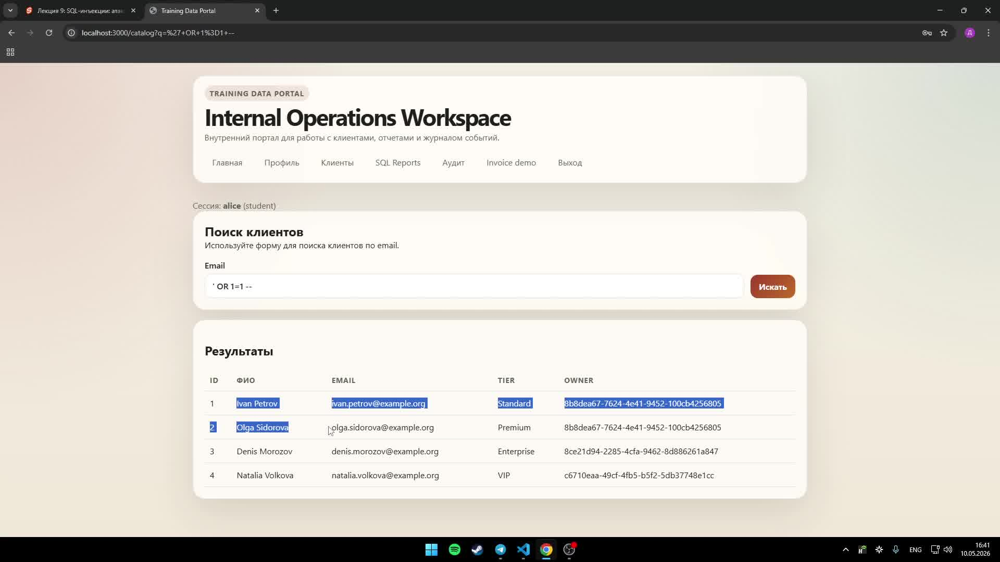 Лекция 9: SQL-инъекции: атак
Training Data Portal
localhost:3000/catalog?q=%27+OR+1%3D1+--
Д
TRAINING DATA PORTAL
Internal Operations Workspace
Внутренний портал для работы с клиентами, отчетами и журналом событий.
Главная Профиль Клиенты SQL Reports Аудит Invoice demo Выход
Сессия: alice (student)
Поиск клиентов
Используйте форму для поиска клиентов по email.
Email
' OR 1=1 --
Искать
Результаты
ID ФИО EMAIL TIER OWNER
1 Ivan Petrov ivan.petrov@example.org Standard 8b8dea67-7624-4e41-9452-100cb4256805
2 Olga Sidorova olga.sidorova@example.org Premium 8b8dea67-7624-4e41-9452-100cb4256805
3 Denis Morozov denis.morozov@example.org Enterprise 8ce21d94-2285-4cfa-9462-8d886261a847
4 Natalia Volkova natalia.volkova@example.org VIP c6710eaa-49cf-4fb5-b5f2-5db37748e1cc
ENG
16:41
10.05.2026